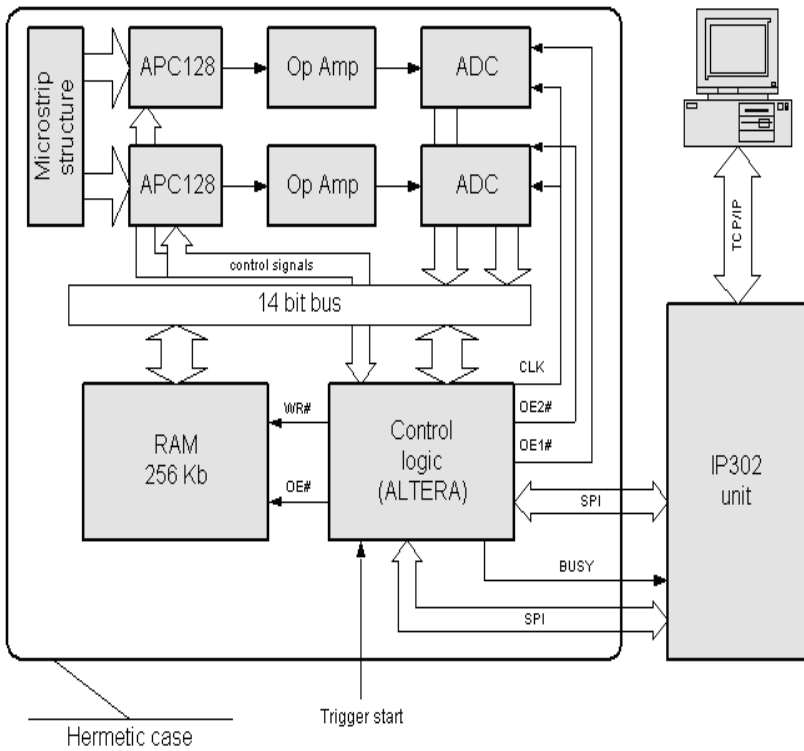 Microstrip
structure
APC128
Op Amp
ADC
APC128
Op Amp
ADC
control signals
14 bit bus
TCP/IP
CLK
OE2#
OE1#
WR#
OE#
RAM
256 Kb
Control
logic
(ALTERA)
SPI
BUSY
SPI
IP302
unit
Trigger start
Hermetic case